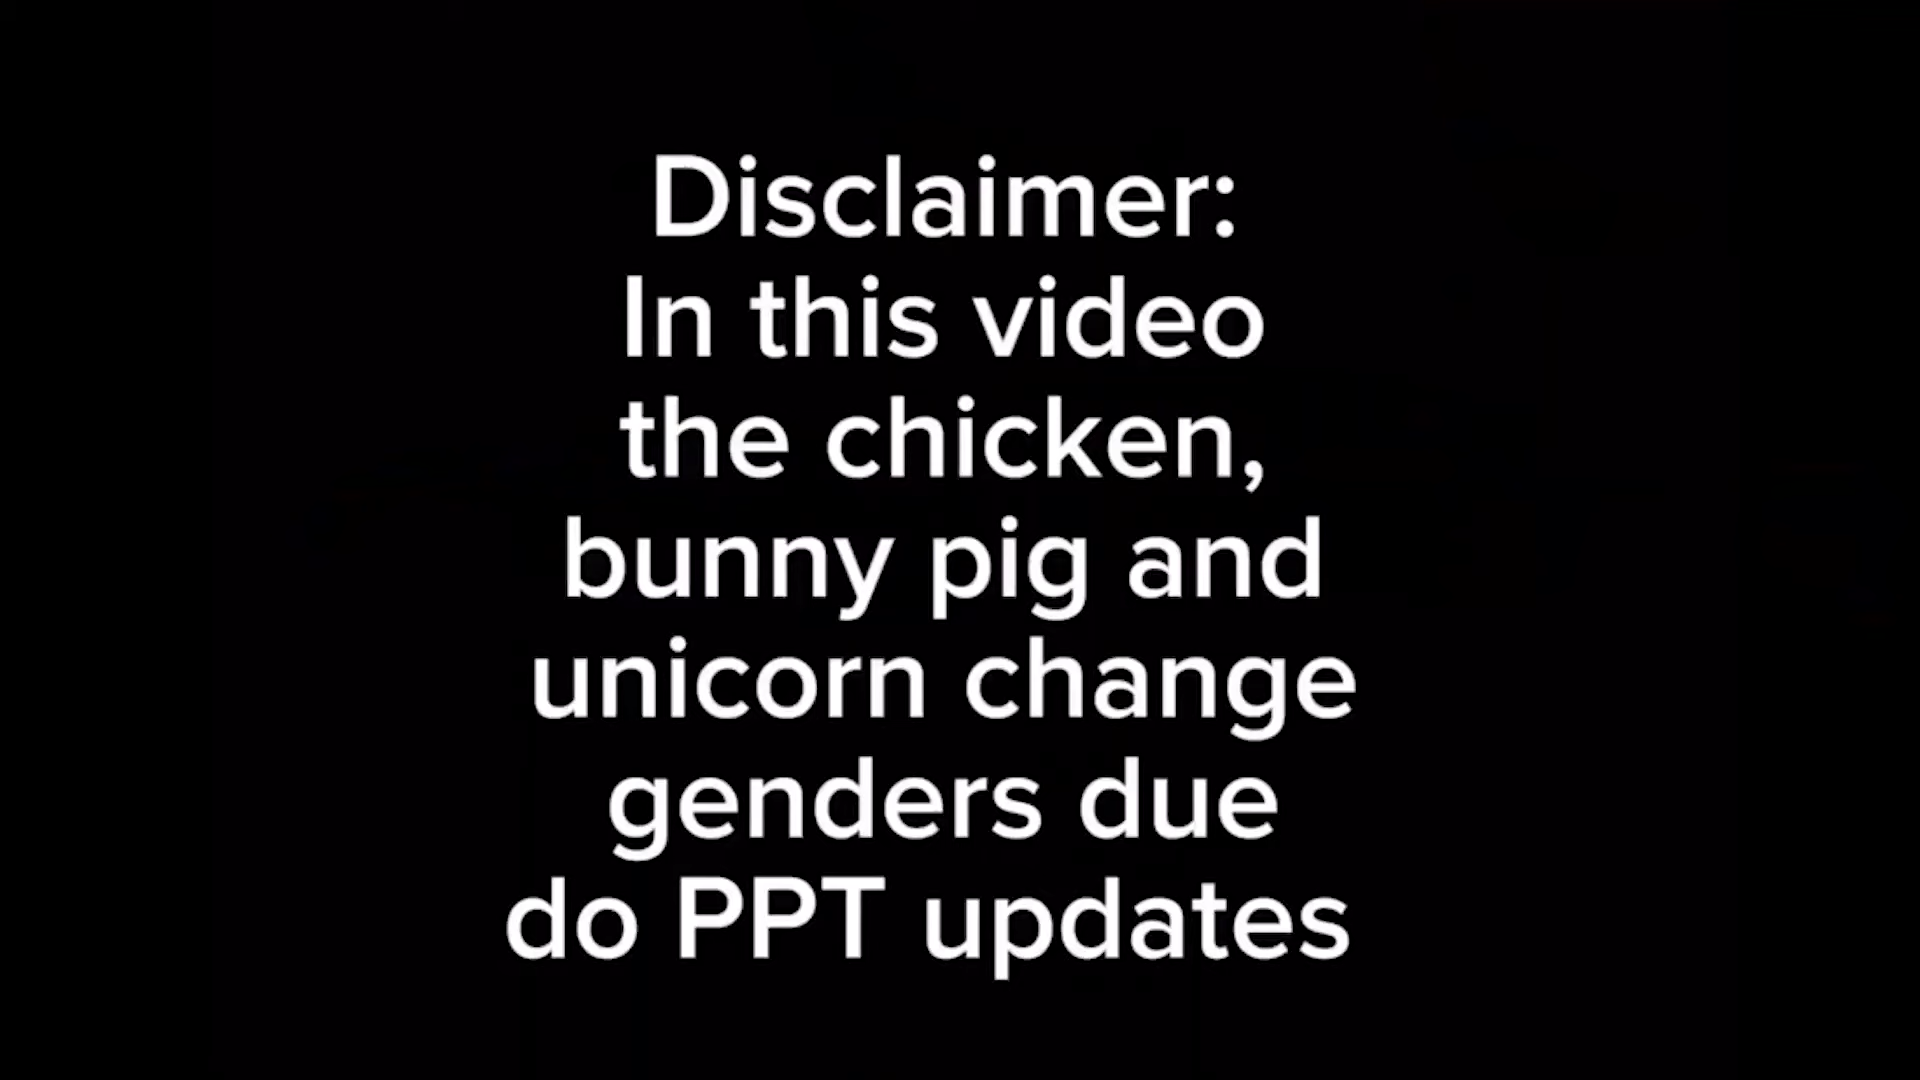 Disclaimer:
In this video
the chicken,
bunny pig and
unicorn change
genders due
do PPT updates